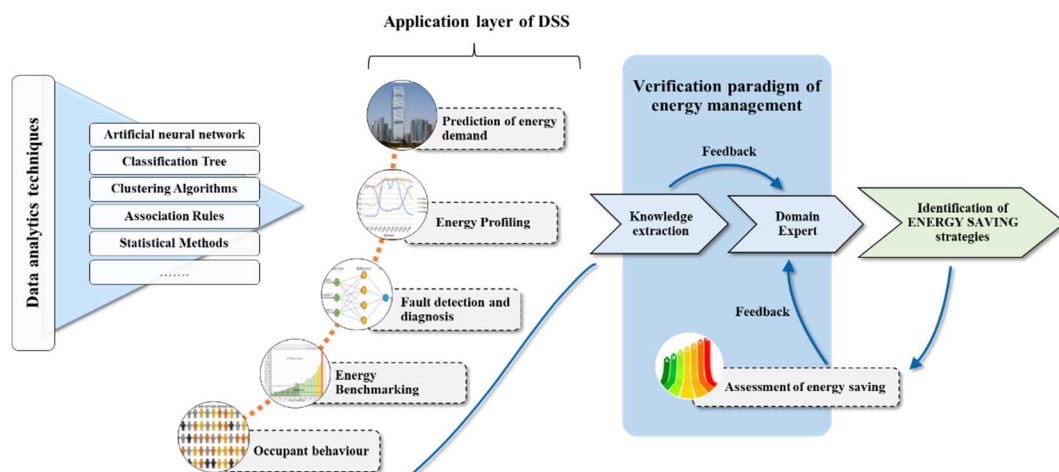 Data analytics techniques
Artificial neural network
Classification Tree
Clustering Algorithms
Association Rules
Statistical Methods
.......
Application layer of DSS
Prediction of energy
demand
Energy Profiling
Fault detection and
diagnosis
Energy
Benchmarking
Occupant behaviour
Verification paradigm of
energy management
Feedback
Knowledge
extraction
Domain
Expert
Identification of
ENERGY SAVING
strategies
Feedback
Assessment of energy saving